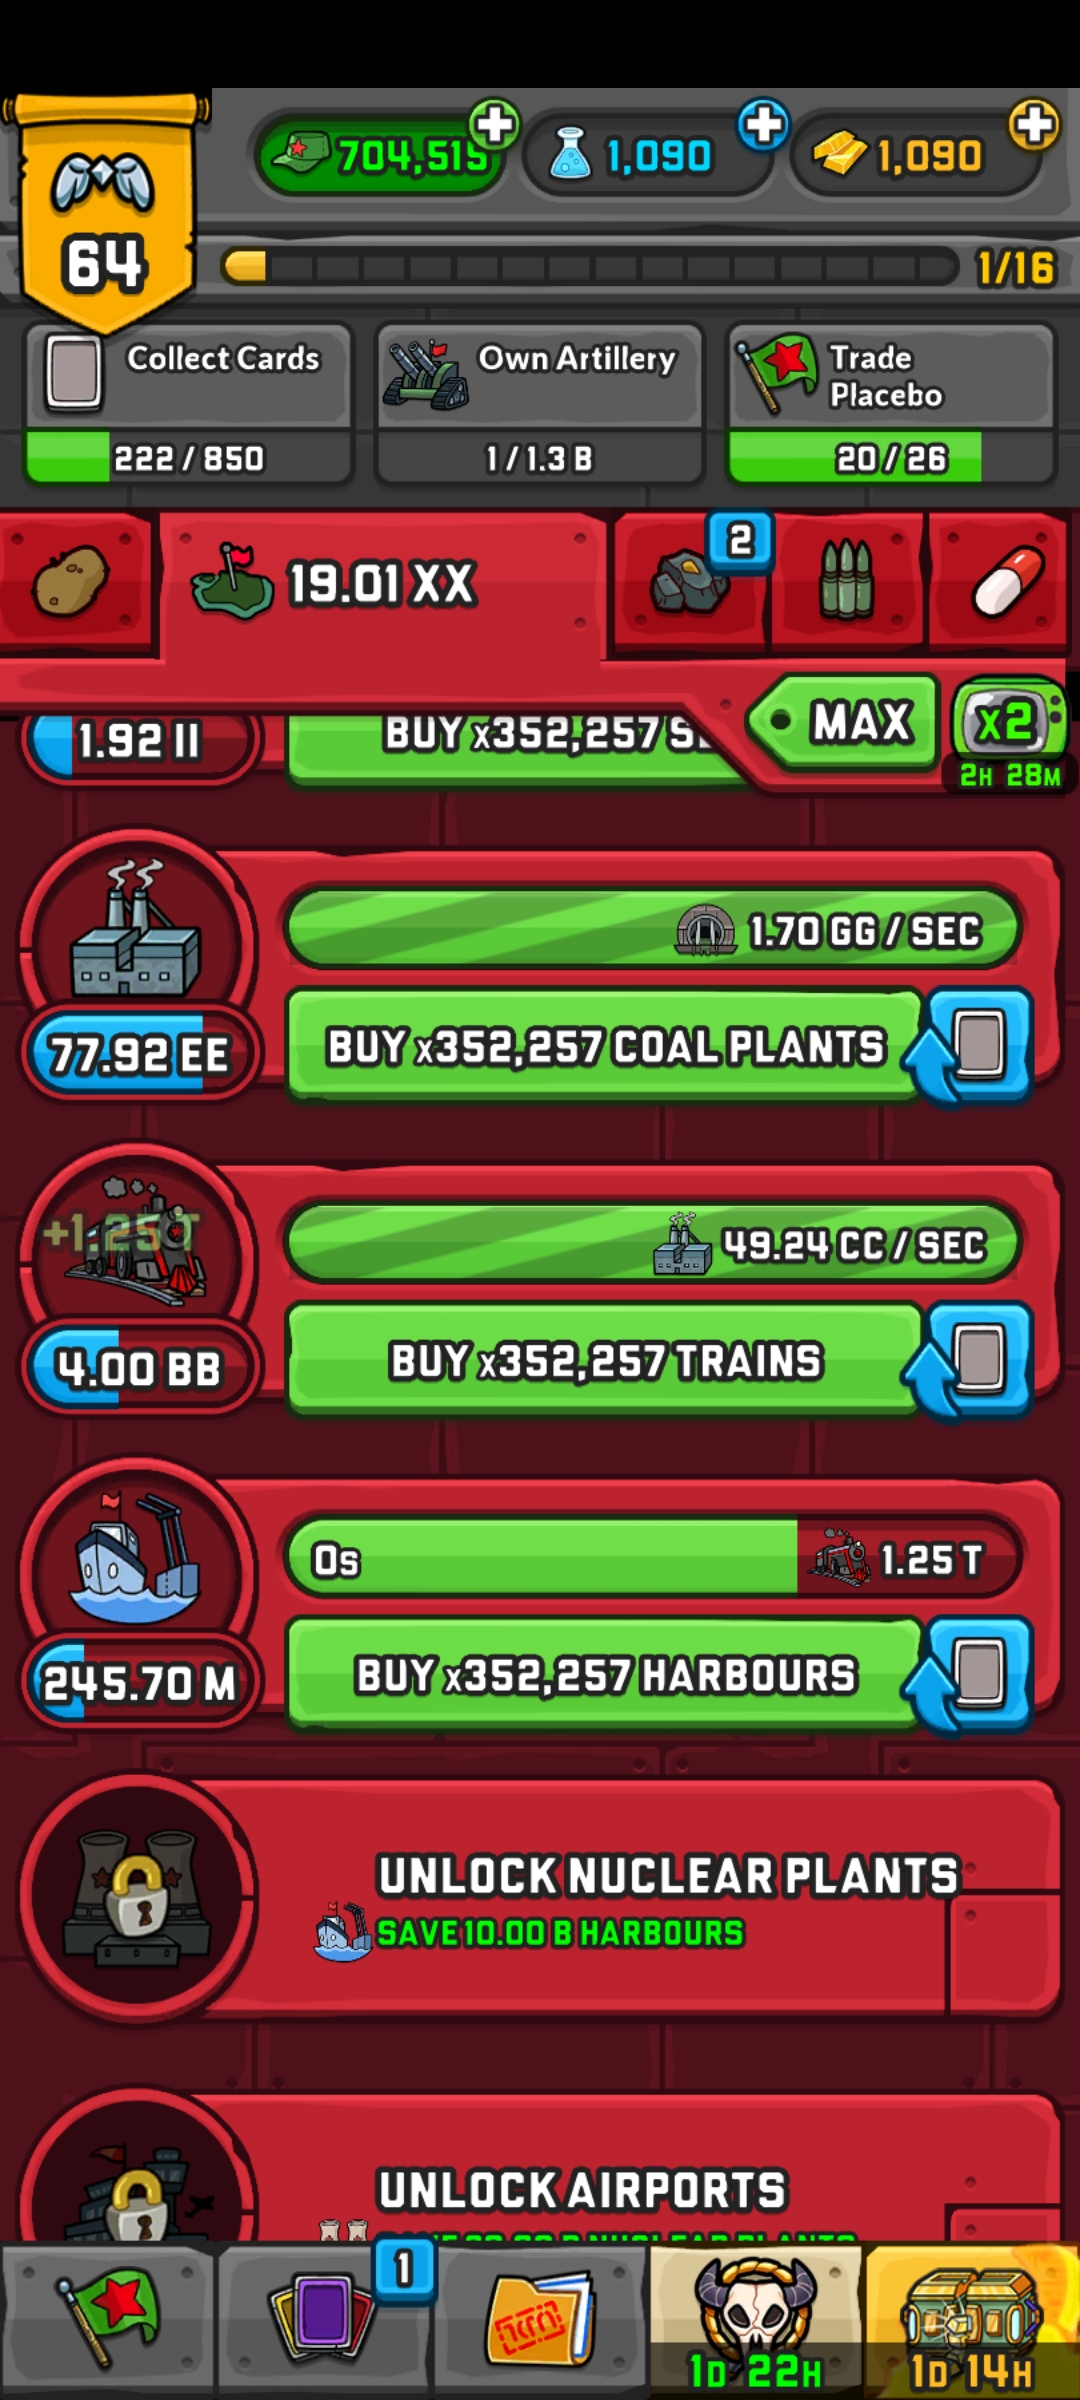 704,515
1,090
1,090
64
1/16
Collect Cards
222 / 850
Own Artillery
1 / 1.3 B
Trade
Placebo
20 / 26
19.01 XX
2
MAX
x2
2H 28M
1.92 II
BUY x352,257
1.70 GG / SEC
77.92 EE
BUY x352,257 COAL PLANTS
+1.25 T
49.24 CC / SEC
4.00 BB
BUY x352,257 TRAINS
0s
1.25 T
245.70 M
BUY x352,257 HARBOURS
UNLOCK NUCLEAR PLANTS
SAVE 10.00 B HARBOURS
UNLOCK AIRPORTS
NUCLEAR PLANTS
1
1D 22H
1D 14H